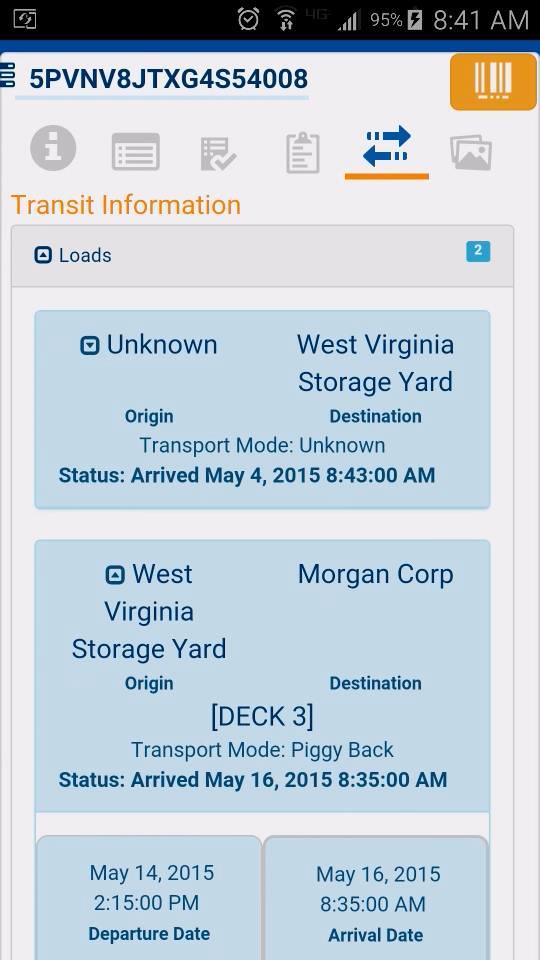 4G
95%
8:41 AM
5PVNV8JTXG4S54008
Transit Information
Loads
2
Unknown
West Virginia
Storage Yard
Origin
Destination
Transport Mode: Unknown
Status: Arrived May 4, 2015 8:43:00 AM
West
Virginia
Storage Yard
Morgan Corp
Origin
Destination
[DECK 3]
Transport Mode: Piggy Back
Status: Arrived May 16, 2015 8:35:00 AM
May 14, 2015
2:15:00 PM
Departure Date
May 16, 2015
8:35:00 AM
Arrival Date